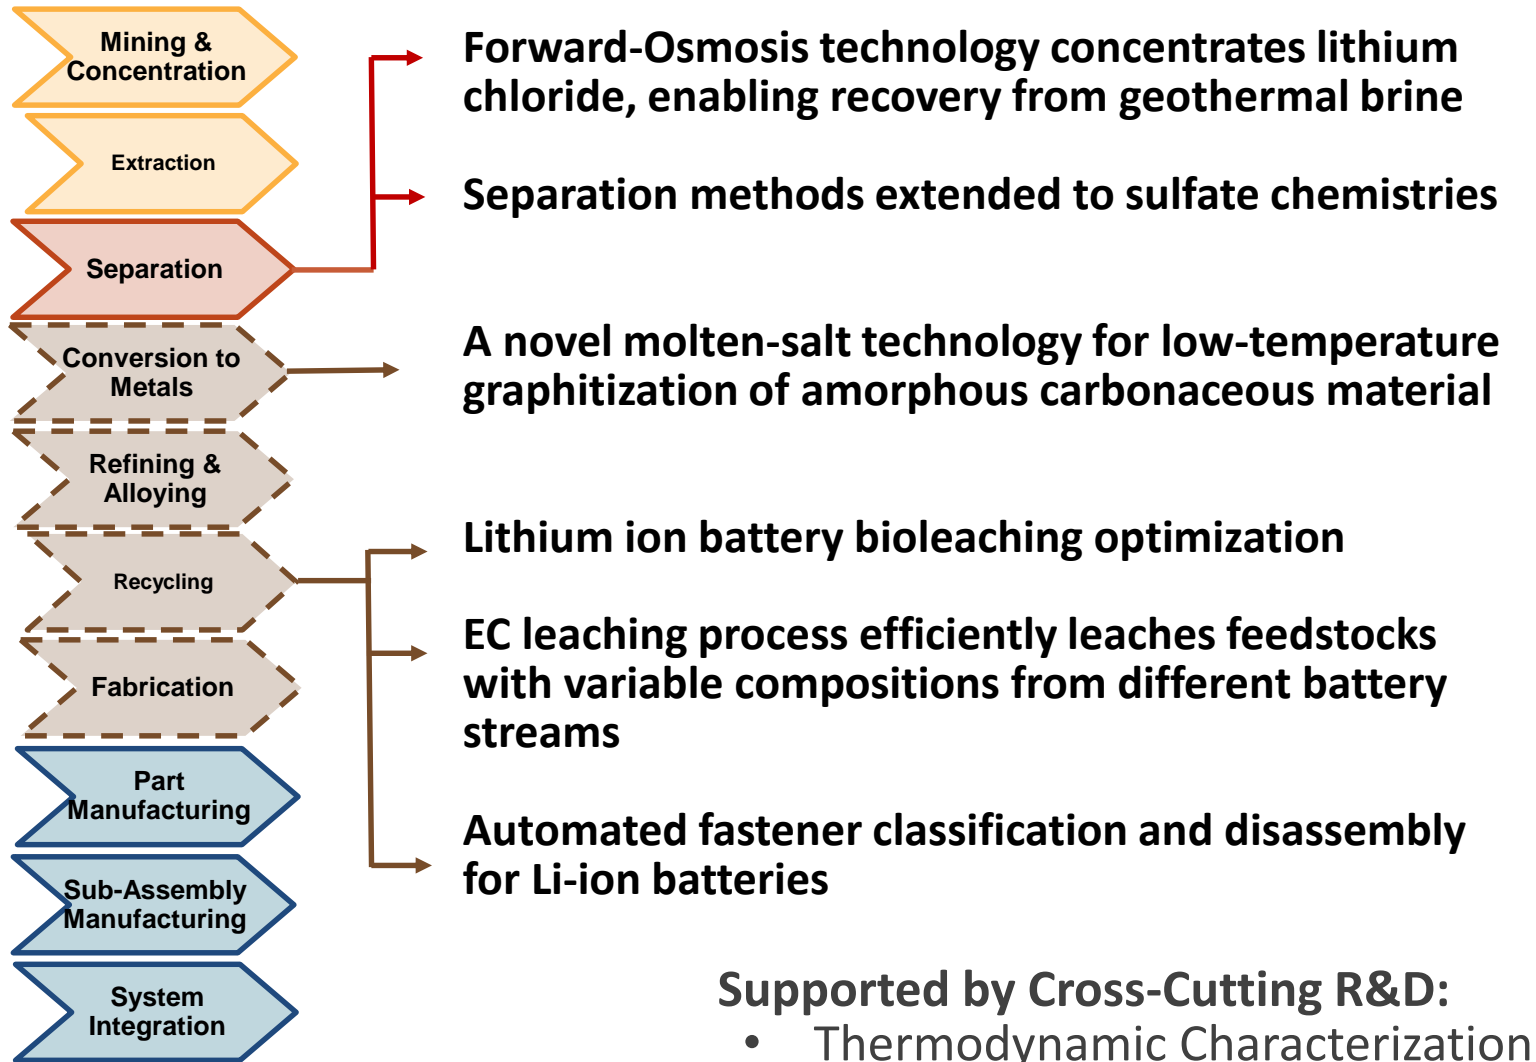 Mining &
Concentration
Extraction
Separation
Conversion to
Metals
Refining &
Alloying
Recycling
Fabrication
Part
Manufacturing
Sub-Assembly
Manufacturing
System
Integration
Forward-Osmosis technology concentrates lithium
chloride, enabling recovery from geothermal brine
Separation methods extended to sulfate chemistries
A novel molten-salt technology for low-temperature
graphitization of amorphous carbonaceous material
Lithium ion battery bioleaching optimization
EC leaching process efficiently leaches feedstocks
with variable compositions from different battery
streams
Automated fastener classification and disassembly
for Li-ion batteries
Supported by Cross-Cutting R&D:
• Thermodynamic Characterization